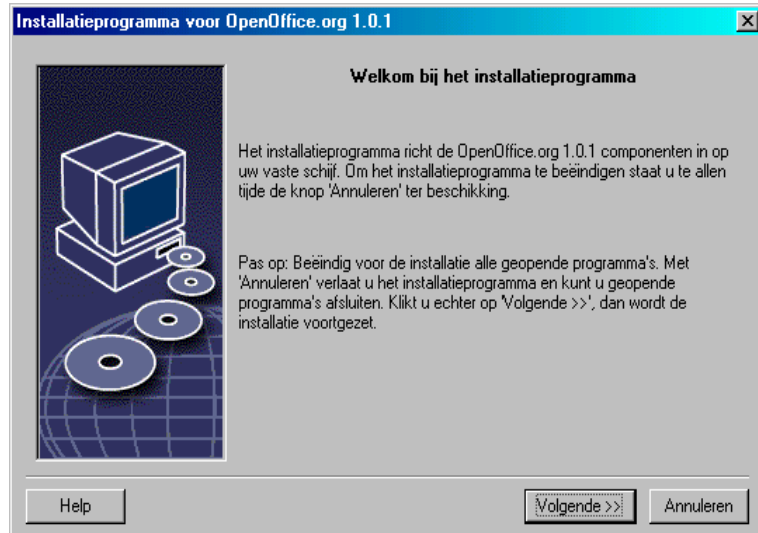 Installatieprogramma voor OpenOffice.org 1.0.1
Welkom bij het installatieprogramma
Het installatieprogramma richt de OpenOffice.org 1.0.1 componenten in op
uw vaste schijf. Om het installatieprogramma te beëindigen staat u te allen
tijde de knop 'Annuleren' ter beschikking.
Pas op: Beëindig voor de installatie alle geopende programma's. Met
'Annuleren' verlaat u het installatieprogramma en kunt u geopende
programma's afsluiten. Klikt u echter op 'Volgende >>', dan wordt de
installatie voortgezet.
Help
Volgende >>
Annuleren